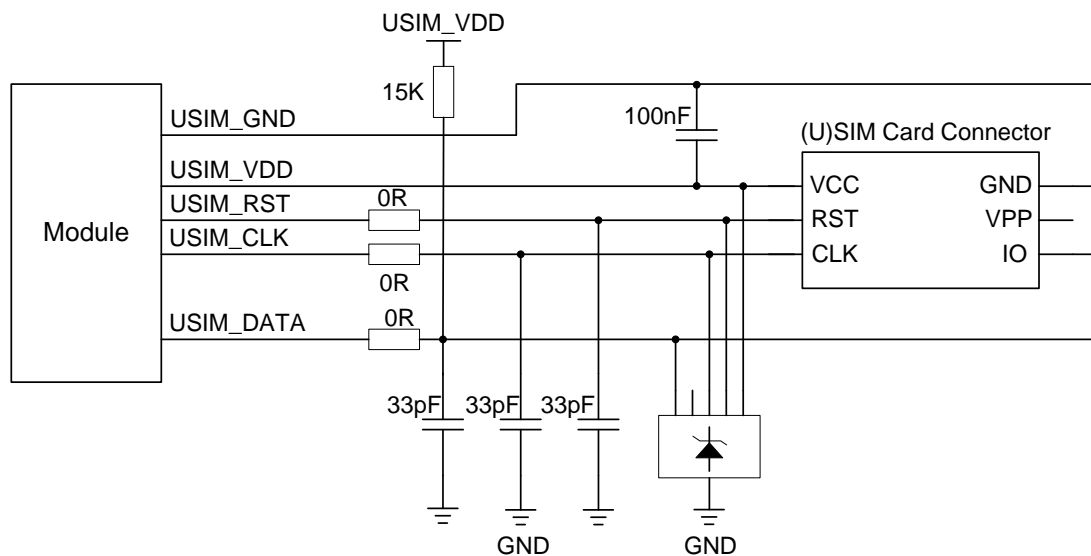 USIM_VDD
15K
USIM_GND
100nF
(U)SIM Card Connector
USIM_VDD
VCC
GND
USIM_RST
0R
RST
VPP
Module
USIM_CLK
CLK
IO
0R
USIM_DATA
0R
33pF
33pF
33pF
GND
GND